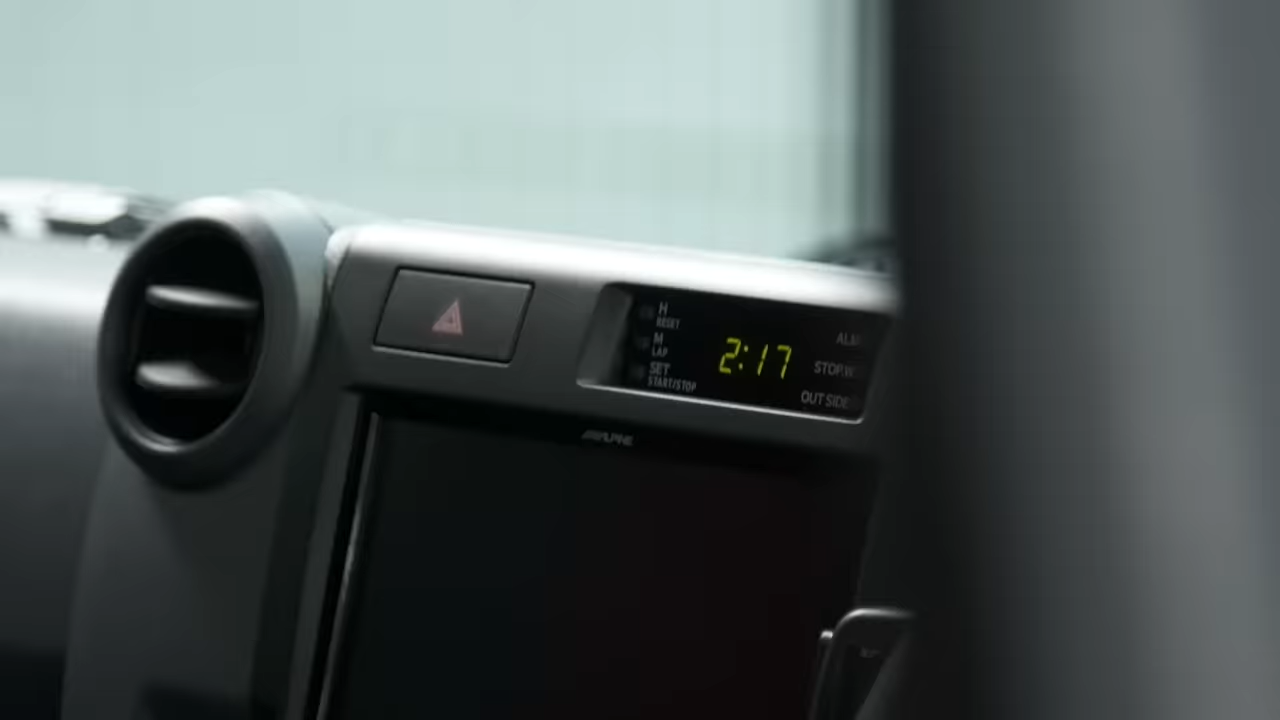 H
RESET
M
LAP
SET
START/STOP
2:17
STOP.W
OUT SIDE
ALPINE